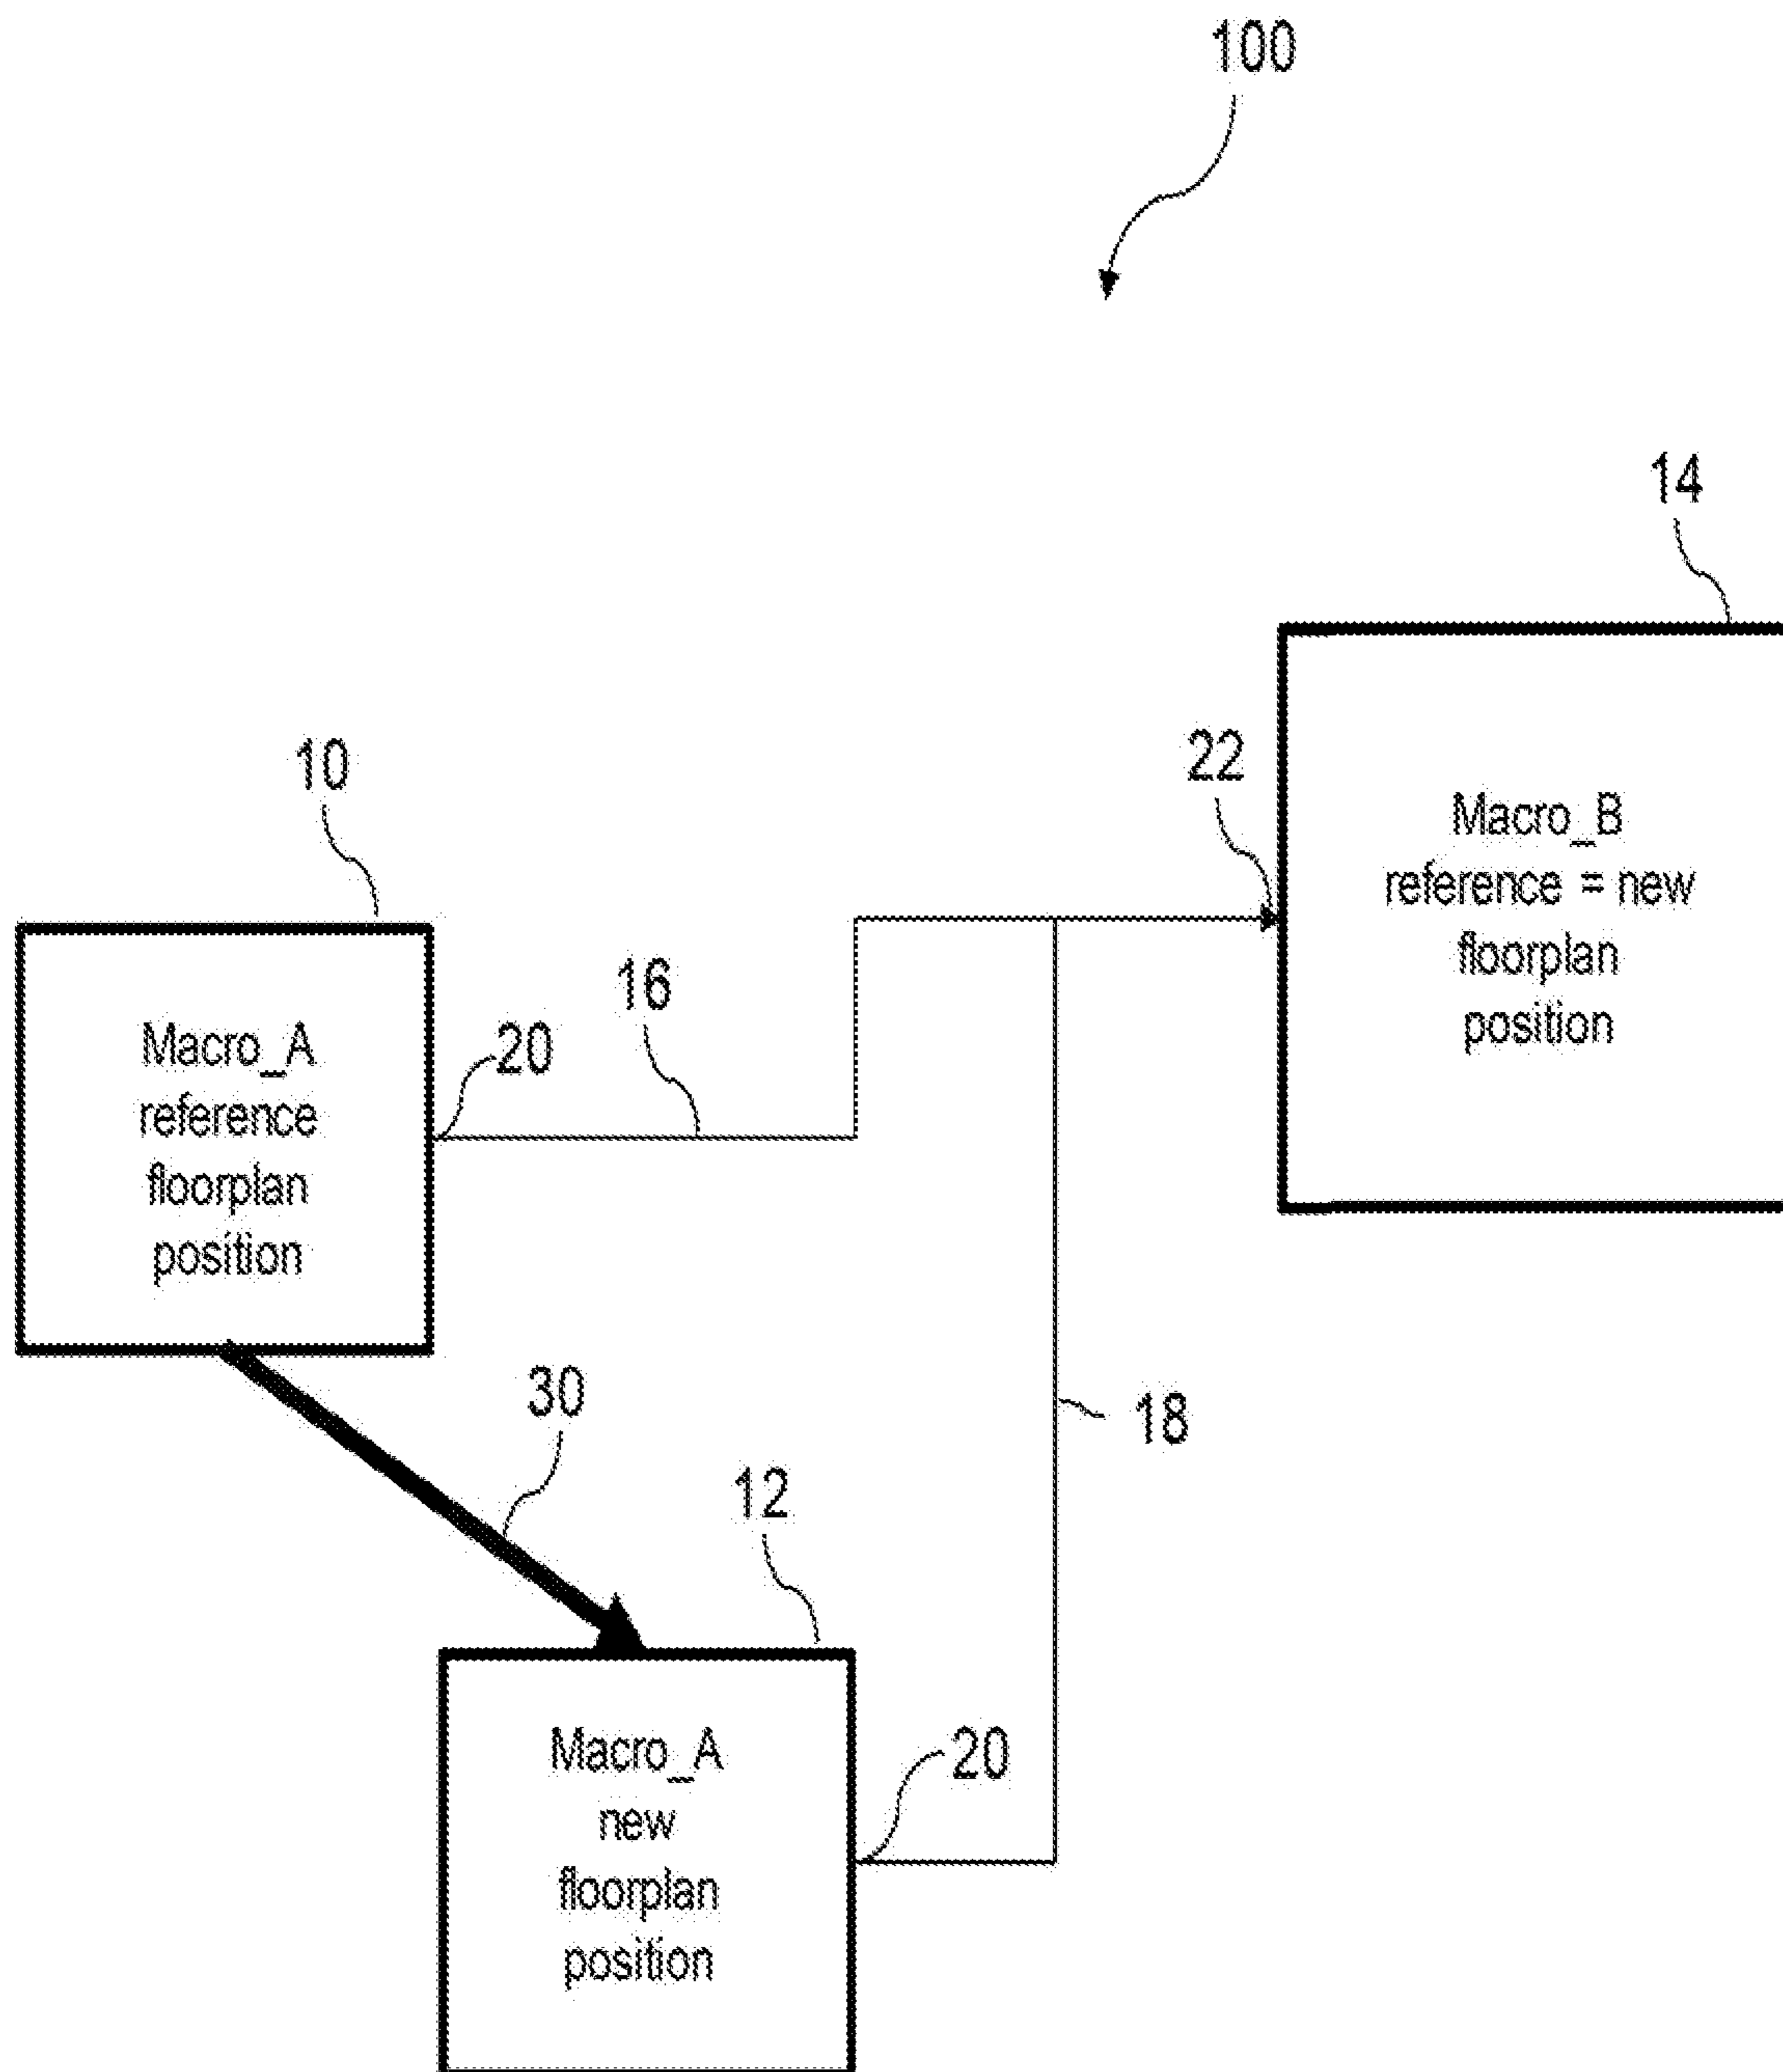 100
14
10
22
Macro_B
reference = new
floorplan
position
16
20
Macro_A
reference
floorplan
position
30
18
12
20
Macro_A
new
floorplan
position